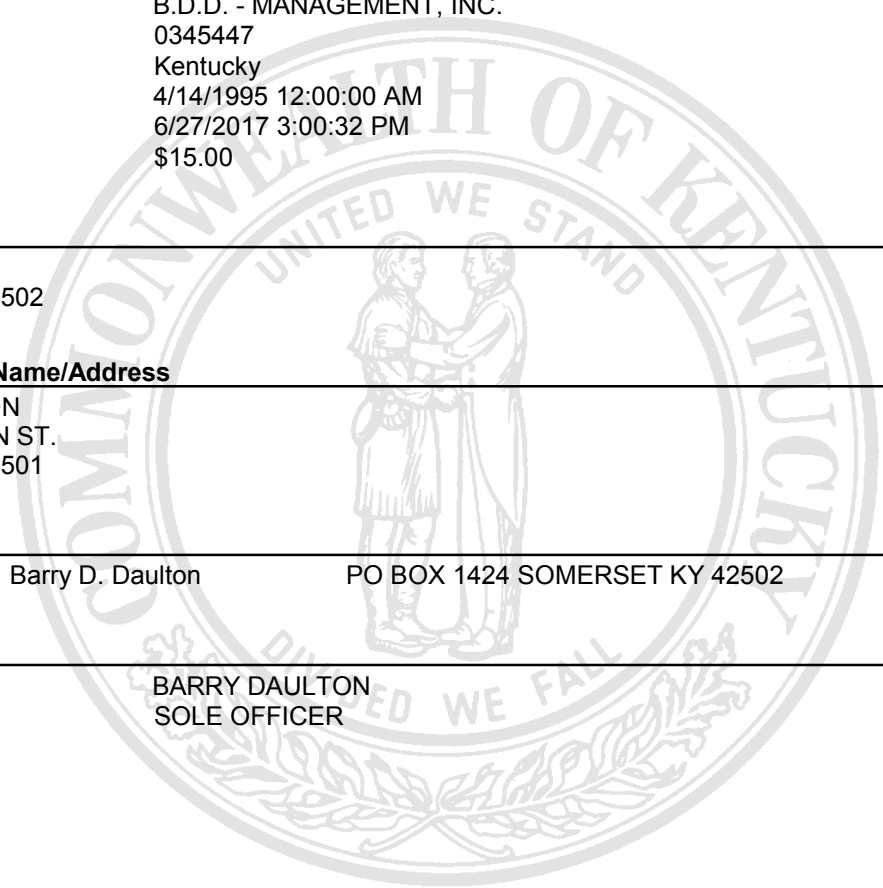 B.D.D. - MANAGEMENT, INC.
0345447
Kentucky
4/14/1995 12:00:00 AM
6/27/2017 3:00:32 PM
$15.00
COMMONWEALTH OF KENTUCKY
UNITED WE STAND
502
Name/Address
N
N ST.
501
Barry D. Daulton PO BOX 1424 SOMERSET KY 42502
DIVIDED WE FALL
BARRY DAULTON
SOLE OFFICER